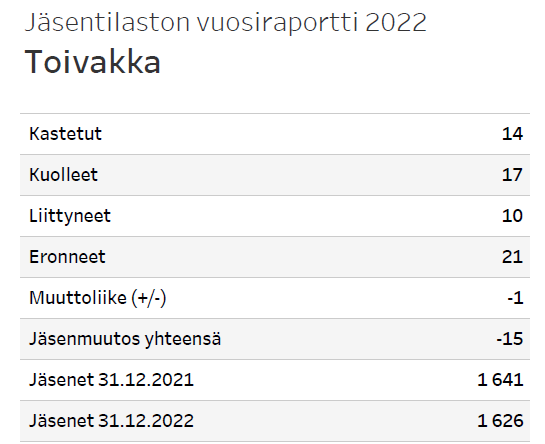 Jäsentilaston vuosiraportti 2022
Toivakka
Kastetut 14
Kuolleet 17
Liittyneet 10
Eronneet 21
Muuttoliike (+/-) -1
Jäsenmuutos yhteensä -15
Jäsenet 31.12.2021 1 641
Jäsenet 31.12.2022 1 626